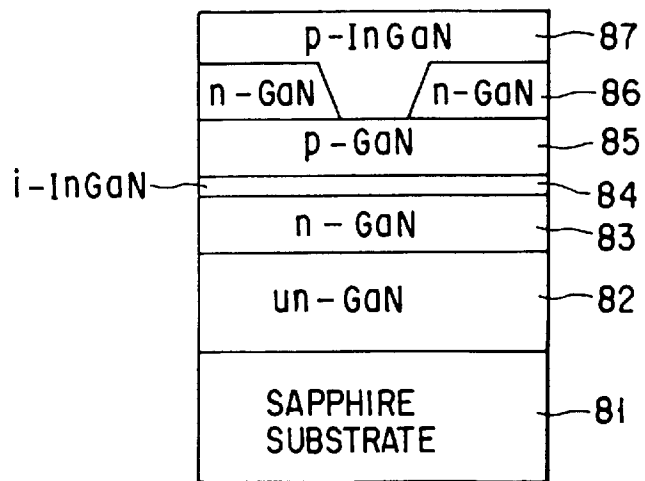 p-InGaN 87
n-GaN n-GaN 86
p-GaN 85
i-InGaN 84
n-GaN 83
un-GaN 82
SAPPHIRE
SUBSTRATE 81